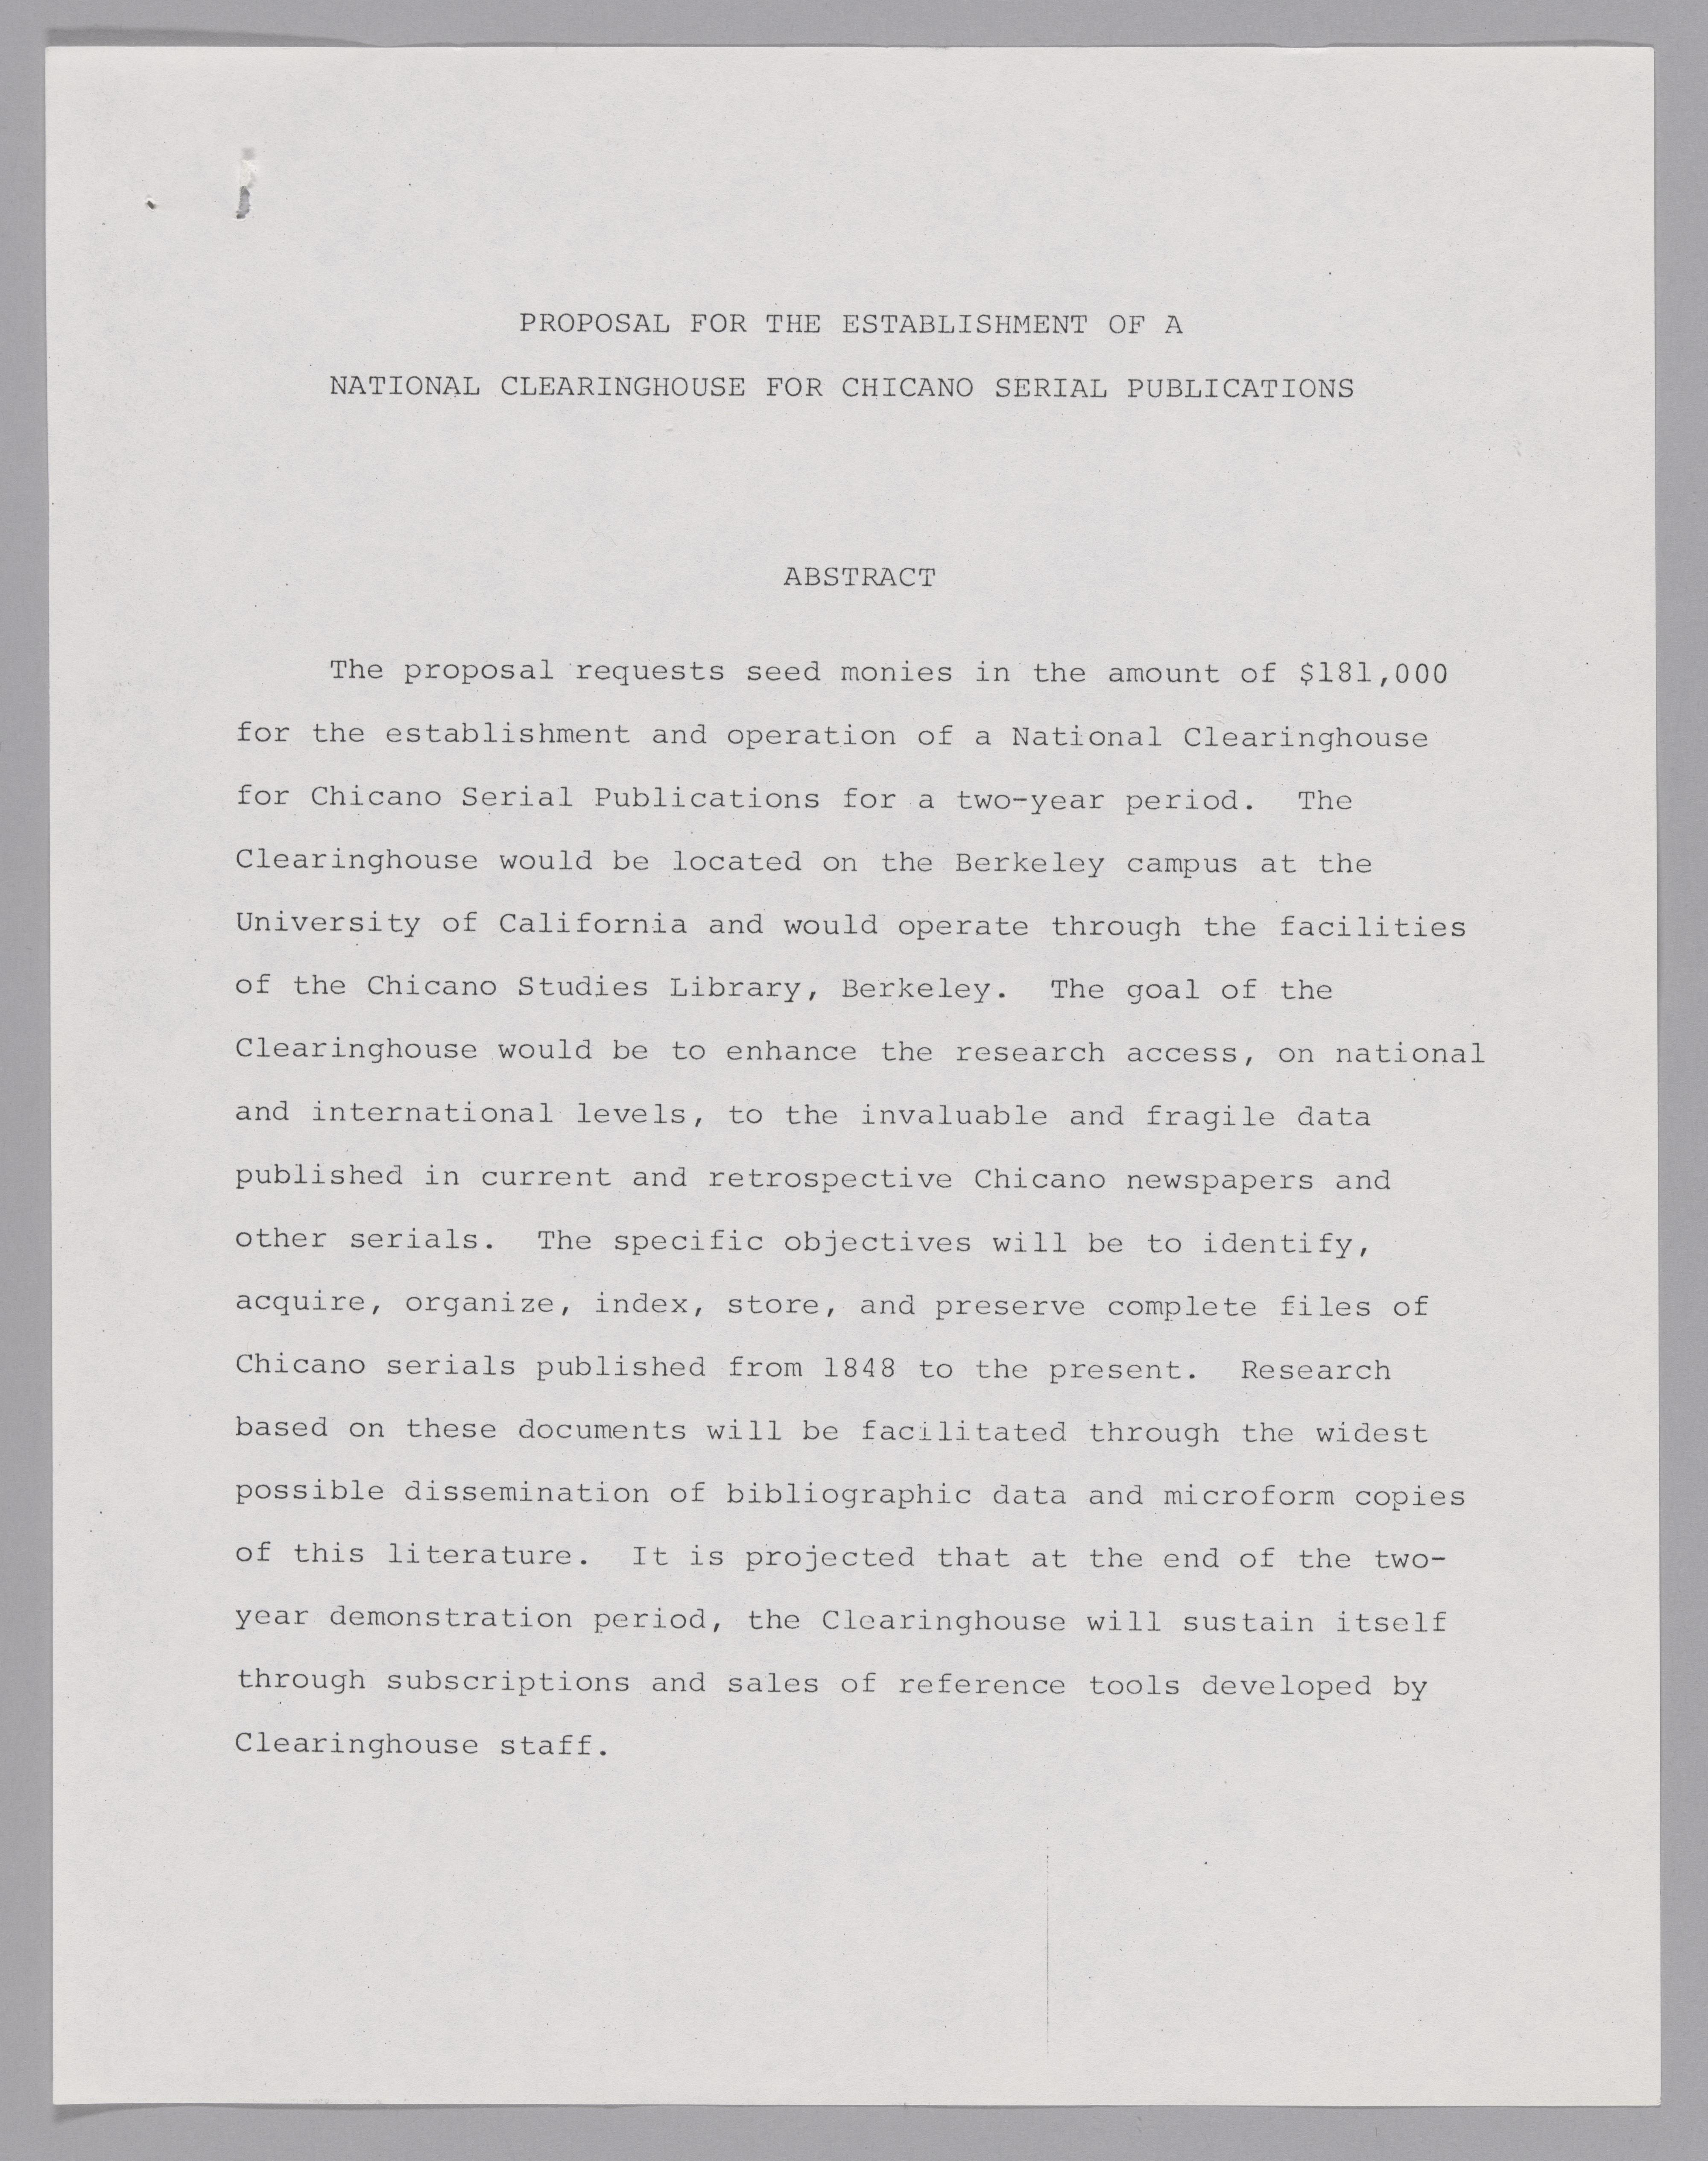 PROPOSAL FOR THE ESTABLISHMENT OF A
NATIONAL CLEARINGHOUSE FOR CHICANO SERIAL PUBLICATIONS
ABSTRACT
The proposal requests seed monies in the amount of $181,000
for the establishment and operation of a National Clearinghouse
for Chicano Serial Publications for a two-year period. The
Clearinghouse would be located on the Berkeley campus at the
University of California and would operate through the facilities
of the Chicano Studies Library, Berkeley. The goal of the
Clearinghouse would be to enhance the research access, on national
and international levels, to the invaluable and fragile data
published in current and retrospective Chicano newspapers and
other serials. The specific objectives will be to identify,
acquire, organize, index, store, and preserve complete files of
Chicano serials published from 1848 to the present. Research
based on these documents will be facilitated through the widest
possible dissemination of bibliographic data and microform copies
of this literature. It is projected that at the end of the two-
year demonstration period, the Clearinghouse will sustain itself
through subscriptions and sales of reference tools developed by
Clearinghouse staff.